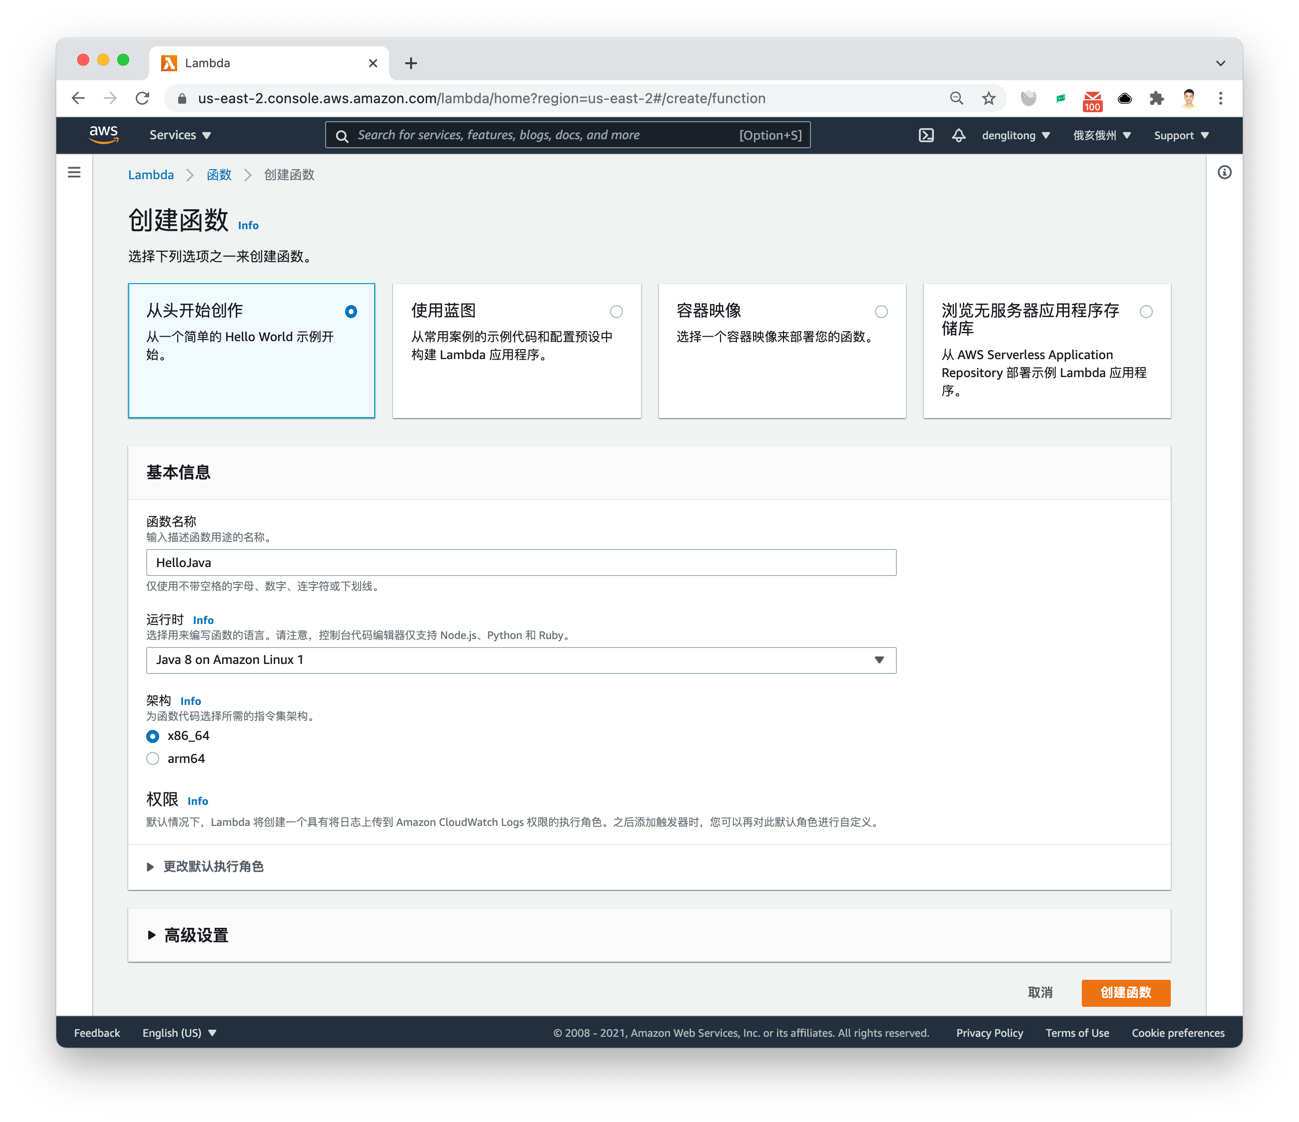 Lambda
us-east-2.console.aws.amazon.com/lambda/home?region=us-east-2#/create/function
100
aws
Services
Search for services, features, blogs, docs, and more
[Option+S]
denglitong
俄亥俄州
Support
Lambda
函数
创建函数
创建函数 Info
选择下列选项之一来创建函数。
从头开始创作
从一个简单的 Hello World 示例开
始。
使用蓝图
从常用案例的示例代码和配置预设中
构建 Lambda 应用程序。
容器映像
选择一个容器映像来部署您的函数。
浏览无服务器应用程序存
储库
从 AWS Serverless Application
Repository 部署示例 Lambda 应用程
序。
基本信息
函数名称
输入描述函数用途的名称。
HelloJava
仅使用不带空格的字母、数字、连字符或下划线。
运行时 Info
选择用来编写函数的语言。请注意，控制台代码编辑器仅支持 Node.js、Python 和 Ruby。
Java 8 on Amazon Linux 1
架构 Info
为函数代码选择所需的指令集架构。
x86_64
arm64
权限 Info
默认情况下，Lambda 将创建一个具有将日志上传到 Amazon CloudWatch Logs 权限的执行角色。之后添加触发器时，您可以再对此默认角色进行自定义。
更改默认执行角色
高级设置
取消
创建函数
Feedback
English (US)
© 2008 - 2021, Amazon Web Services, Inc. or its affiliates. All rights reserved.
Privacy Policy
Terms of Use
Cookie preferences